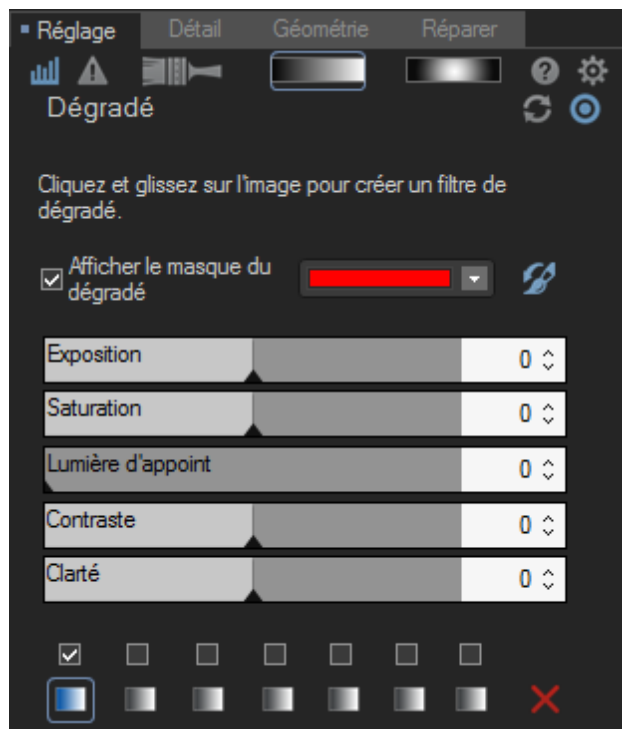 Réglage Détail Géométrie Réparer
Dégradé
Cliquez et glissez sur l'image pour créer un filtre de
dégradé.
Afficher le masque du
dégradé
Exposition 0
Saturation 0
Lumière d'appoint 0
Contraste 0
Clarté 0